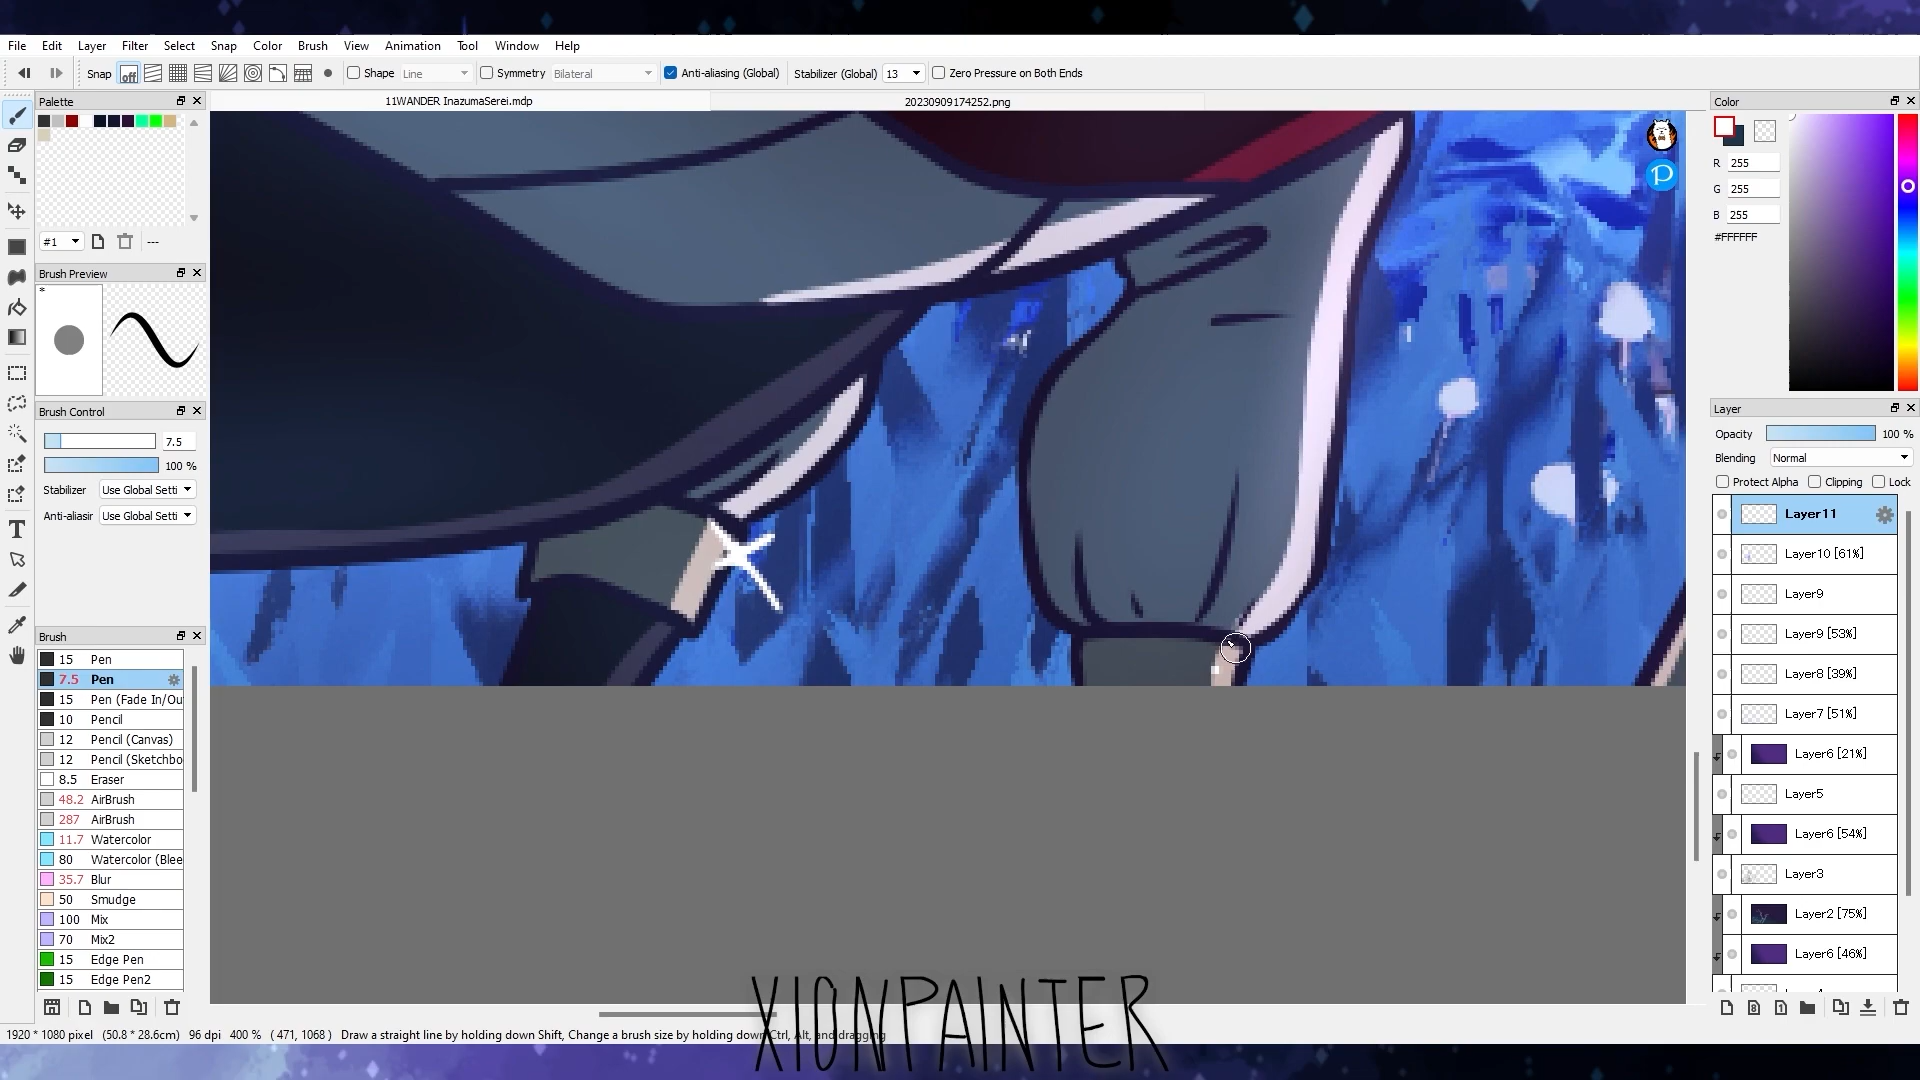 File Edit Layer Filter Select Snap Color Brush View Animation Tool Window Help
Snap off Shape Line Symmetry Bilateral Anti-aliasing (Global) Stabilizer (Global) 13 Zero Pressure on Both Ends
Palette
11WANDER InazumaSerei.mdp
20230909174252.png
Color
R 255
G 255
B 255
#FFFFFF
#1
---
Brush Preview
*
Brush Control
7.5
100 %
Stabilizer Use Global Setti
Anti-aliasir Use Global Setti
Brush
15 Pen
7.5 Pen
15 Pen (Fade In/Ou
10 Pencil
12 Pencil (Canvas)
12 Pencil (Sketchbo
8.5 Eraser
48.2 AirBrush
287 AirBrush
11.7 Watercolor
80 Watercolor (Blee
35.7 Blur
50 Smudge
100 Mix
70 Mix2
15 Edge Pen
15 Edge Pen2
Layer
Opacity 100 %
Blending Normal
Protect Alpha Clipping Lock
Layer11
Layer10 [61%]
Layer9
Layer9 [53%]
Layer8 [39%]
Layer7 [51%]
Layer6 [21%]
Layer5
Layer6 [54%]
Layer3
Layer2 [75%]
Layer6 [46%]
XIONPAINTER
1920 * 1080 pixel (50.8 * 28.6cm) 96 dpi 400 % ( 471, 1068 ) Draw a straight line by holding down Shift, Change a brush size by holding down Ctrl, Alt, and dragging